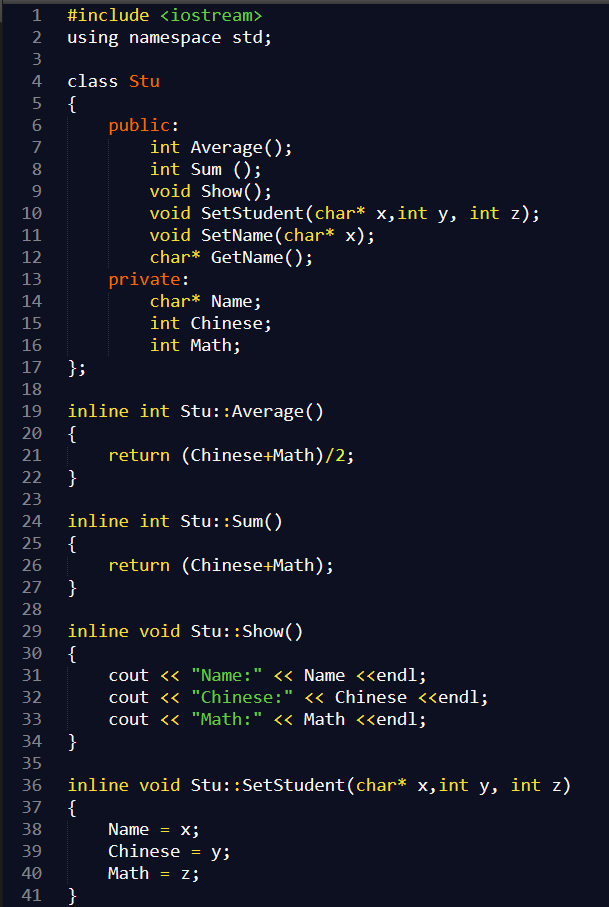 1 #include <iostream>
2 using namespace std;
3
4 class Stu
5 {
6     public:
7         int Average();
8         int Sum ();
9         void Show();
10         void SetStudent(char* x,int y, int z);
11         void SetName(char* x);
12         char* GetName();
13     private:
14         char* Name;
15         int Chinese;
16         int Math;
17 };
18
19 inline int Stu::Average()
20 {
21     return (Chinese+Math)/2;
22 }
23
24 inline int Stu::Sum()
25 {
26     return (Chinese+Math);
27 }
28
29 inline void Stu::Show()
30 {
31     cout << "Name:" << Name <<endl;
32     cout << "Chinese:" << Chinese <<endl;
33     cout << "Math:" << Math <<endl;
34 }
35
36 inline void Stu::SetStudent(char* x,int y, int z)
37 {
38     Name = x;
39     Chinese = y;
40     Math = z;
41 }